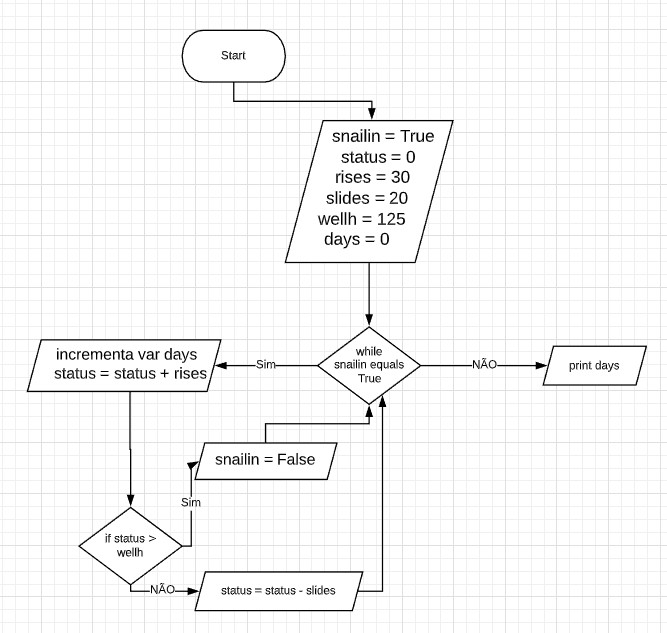 Start
snailin = True
status = 0
rises = 30
slides = 20
wellh = 125
days = 0
while
snailin equals
True
Sim
NÃO
print days
incrementa var days
status = status + rises
snailin = False
Sim
if status >
wellh
NÃO
status = status - slides